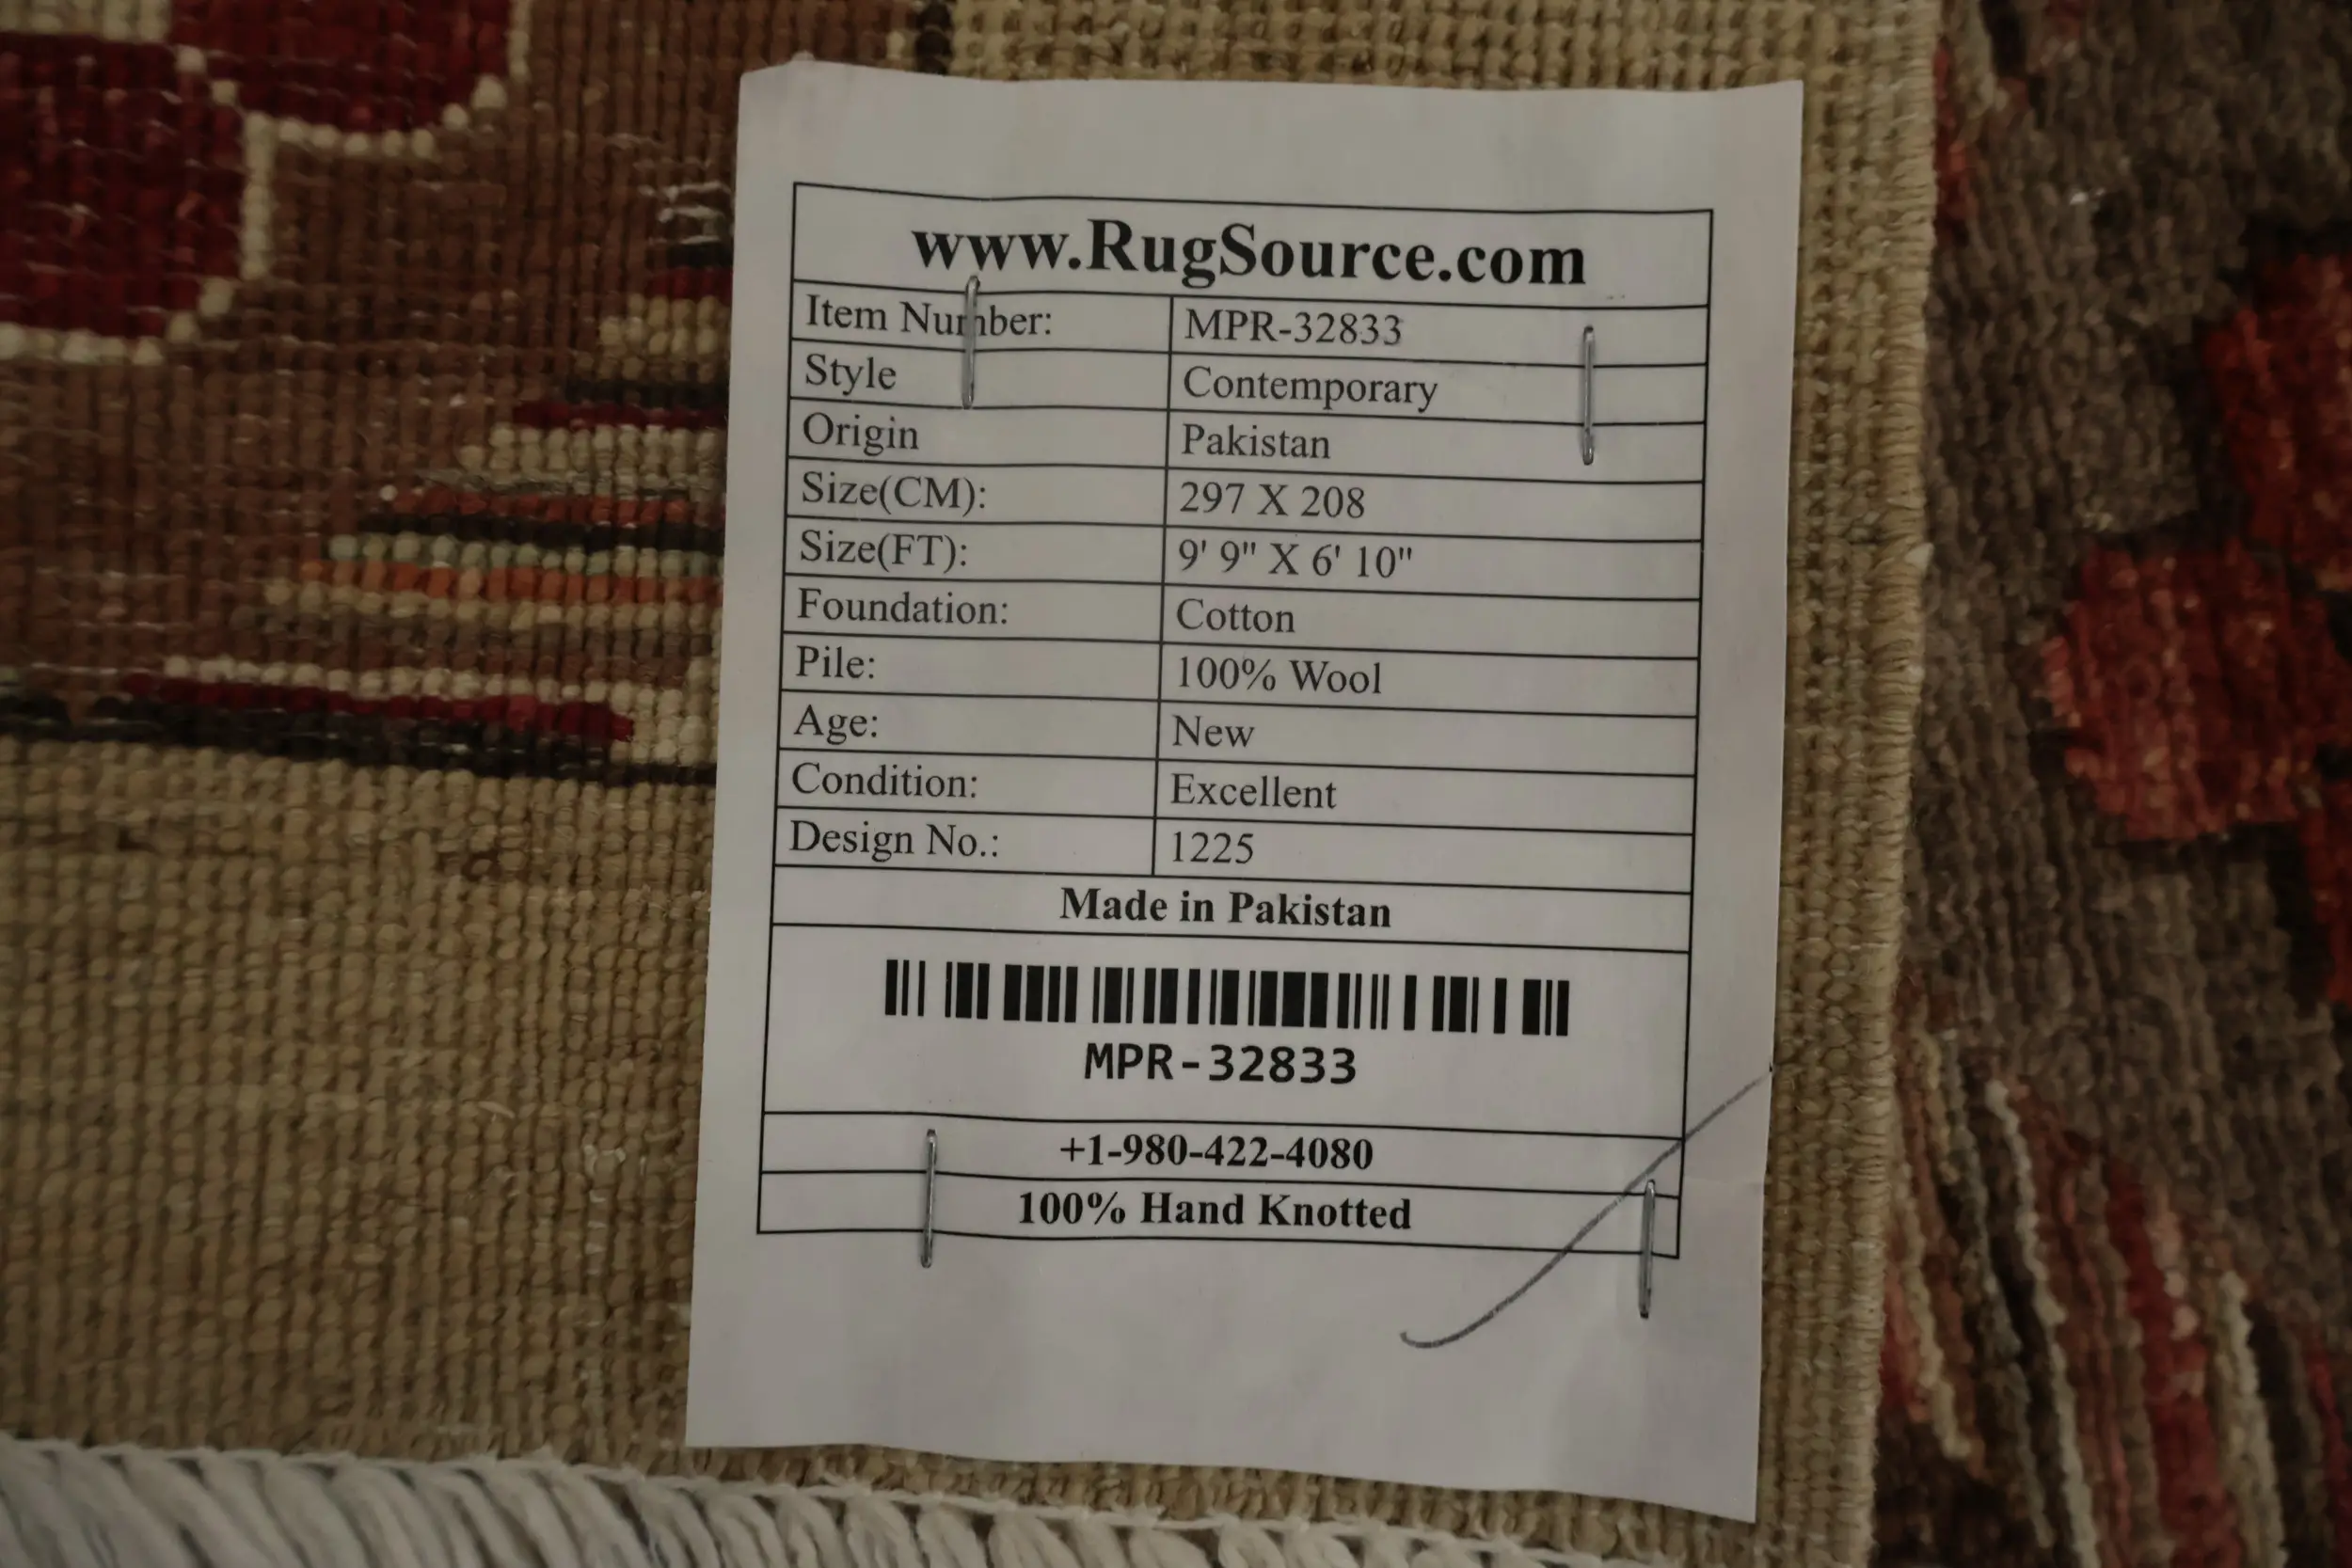 www.RugSource.com
Item Number: MPR-32833
Style Contemporary
Origin Pakistan
Size(CM): 297 X 208
Size(FT): 9' 9" X 6' 10"
Foundation: Cotton
Pile: 100% Wool
Age: New
Condition: Excellent
Design No.: 1225
Made in Pakistan
MPR-32833
+1-980-422-4080
100% Hand Knotted